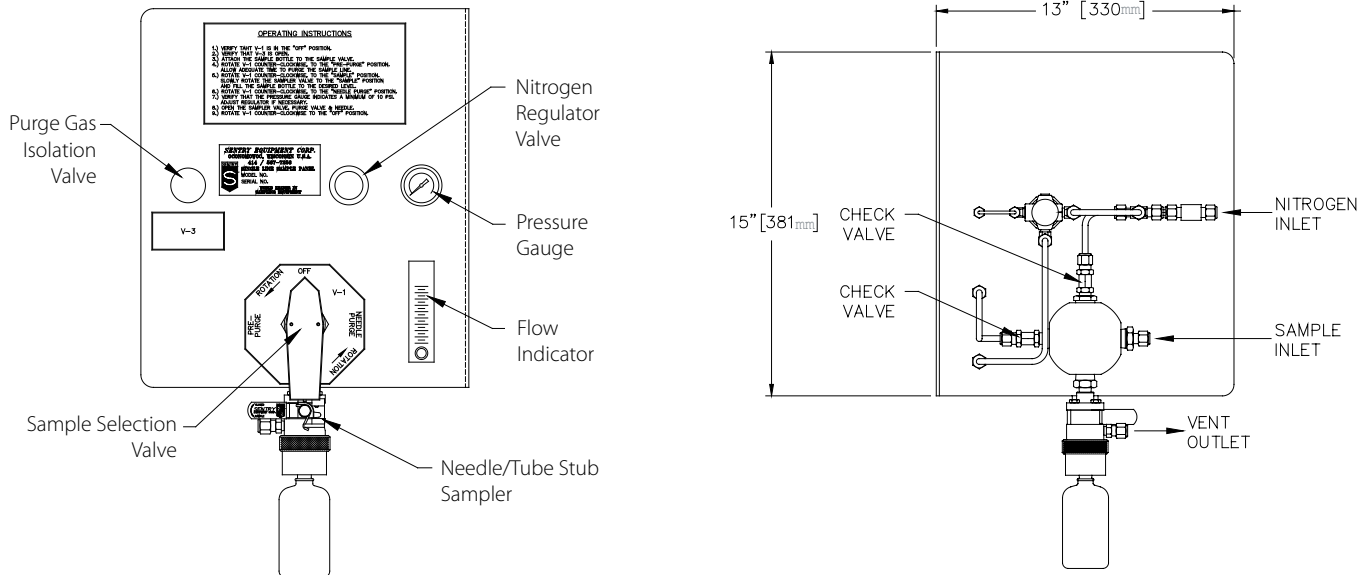 OPERATING INSTRUCTIONS
1.) VERIFY TAHT V-1 IS IN THE "OFF" POSITION.
2.) VERIFY THAT V-3 IS OPEN.
3.) ATTACH THE SAMPLE BOTTLE TO THE SAMPLE VALVE.
4.) ROTATE V-1 COUNTER-CLOCKWISE, TO THE "PRE-PURGE" POSITION.
ALLOW ADEQUATE TIME TO PURGE THE SAMPLE LINE.
5.) ROTATE V-1 COUNTER-CLOCKWISE, TO THE "SAMPLE" POSITION.
SLOWLY ROTATE THE SAMPLER VALVE TO THE "SAMPLE" POSITION
AND FILL THE SAMPLE BOTTLE TO THE DESIRED LEVEL.
6.) ROTATE V-1 COUNTER-CLOCKWISE, TO THE "NEEDLE PURGE" POSITION.
7.) VERIFY THAT THE PRESSURE GAUGE INDICATES A MINIMUM OF 10 PSI.
ADJUST REGULATOR IF NECESSARY.
8.) OPEN THE SAMPLER VALVE, PURGE VALVE & NEEDLE.
9.) ROTATE V-1 COUNTER-CLOCKWISE TO THE "OFF" POSITION.
Purge Gas
Isolation
Valve
Nitrogen
Regulator
Valve
SENTRY EQUIPMENT CORP.
OCONOMOWOC, WISCONSIN U.S.A.
SINGLE LINE SAMPLE PANEL
MODEL NO.
SERIAL NO.
Pressure
Gauge
V-3
OFF
ROTATION
V-1
PRE-
PURGE
NEEDLE
PURGE
ROTATION
Flow
Indicator
Sample Selection
Valve
SENTRY
Needle/Tube Stub
Sampler
13" [330mm]
15"[381mm]
CHECK
VALVE
CHECK
VALVE
NITROGEN
INLET
SAMPLE
INLET
VENT
OUTLET